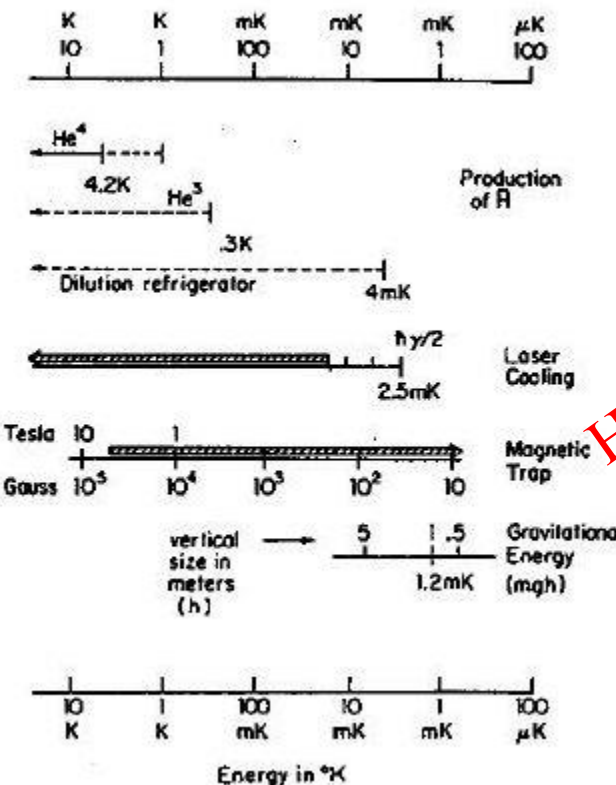 K K mK mK mK μK
10 1 100 10 1 100
He⁴
4.2K
Production
of H̄
He³
.3K
Dilution refrigerator
4mK
ħγ/2
Laser
Cooling
2.5mK
Tesla 10 1
Magnetic
Trap
Gauss 10⁵ 10⁴ 10³ 10² 10
H
vertical
size in
meters
(h)
5 1 .5
Gravitational
Energy
(mgh)
1.2mK
10 1 100 10 1 100
K K mK mK mK μK
Energy in °K